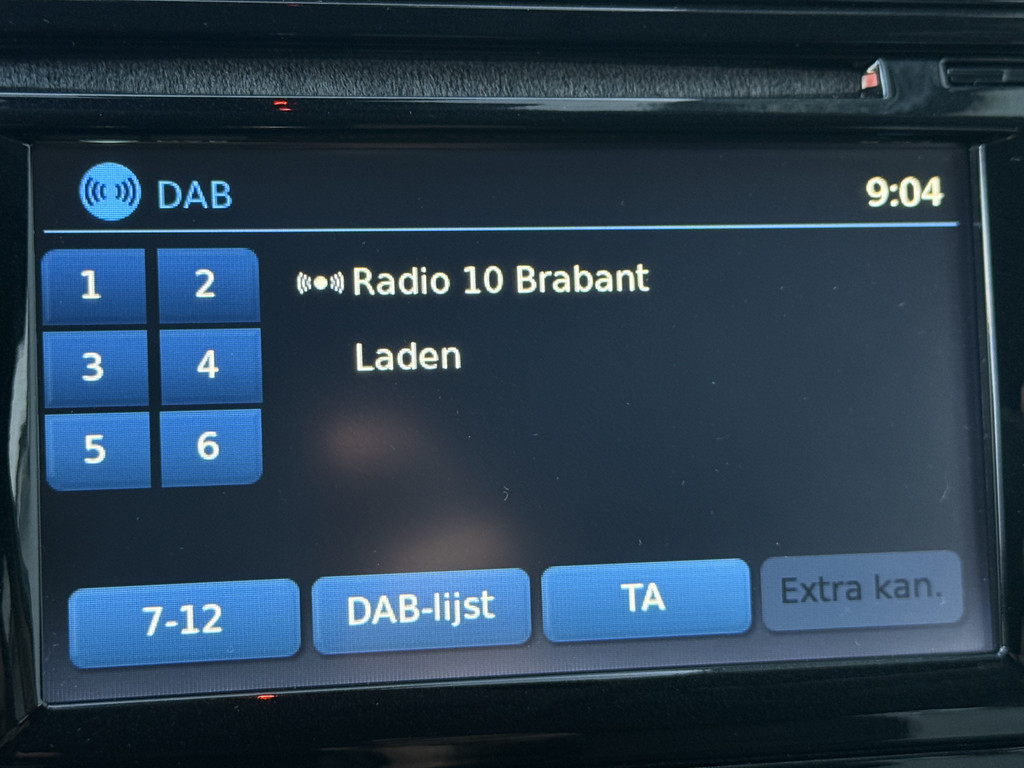 DAB
9:04
1 2
Radio 10 Brabant
3 4
Laden
5 6
7-12
DAB-lijst
TA
Extra kan.